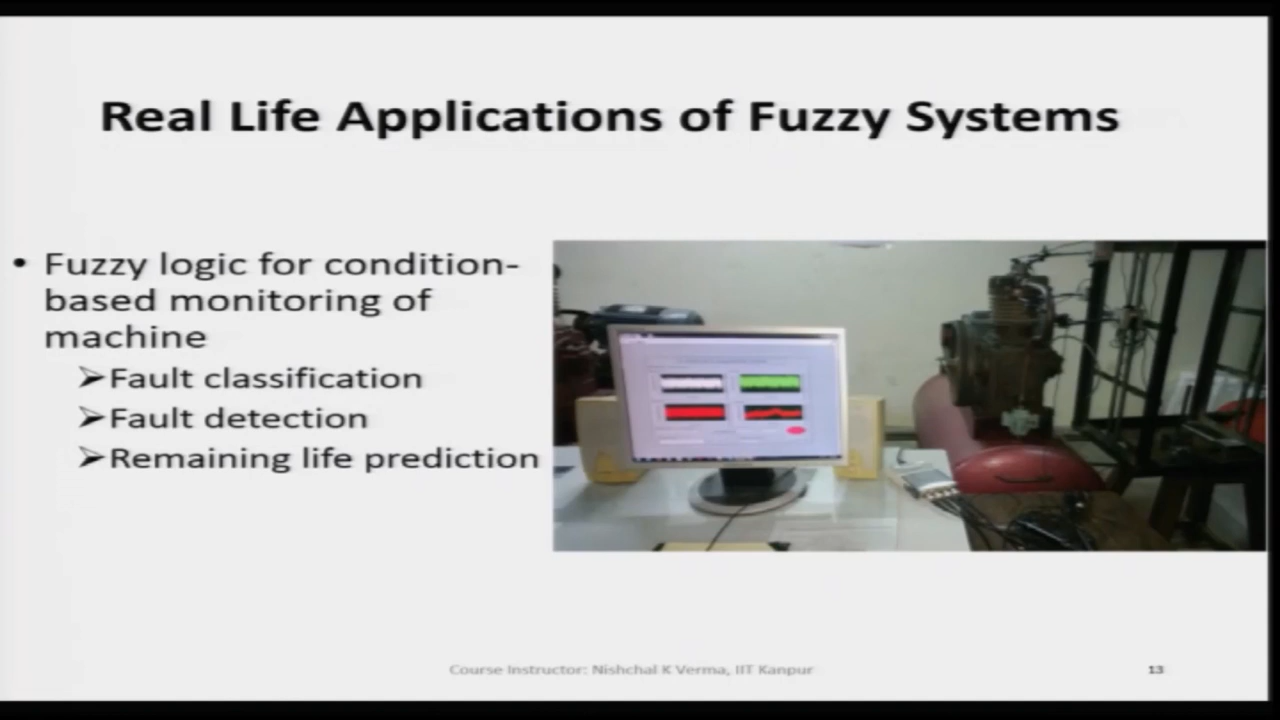 Real Life Applications of Fuzzy Systems
• Fuzzy logic for condition-
based monitoring of
machine
➢Fault classification
➢Fault detection
➢Remaining life prediction
Course Instructor: Nishchal K Verma, IIT Kanpur
13